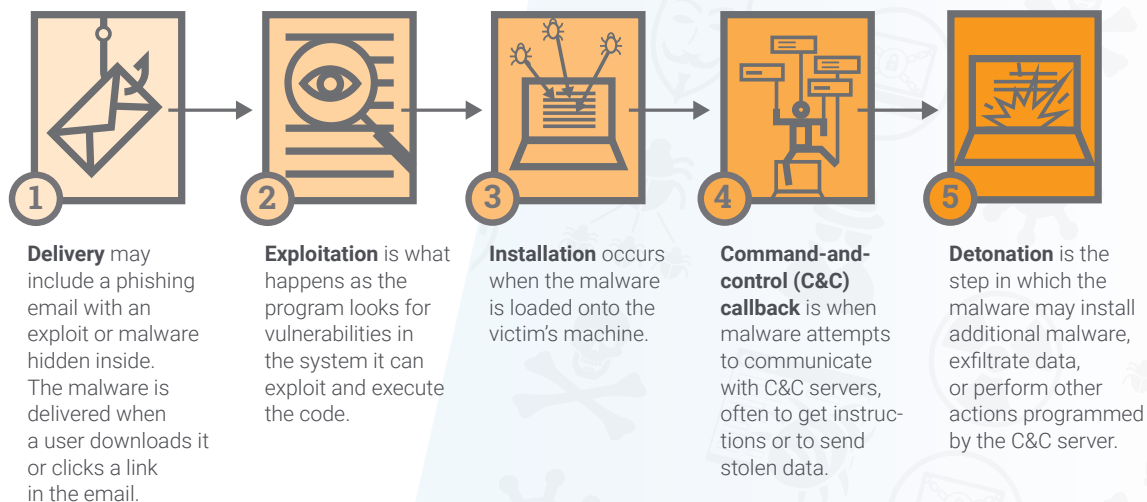 1
Delivery may
include a phishing
email with an
exploit or malware
hidden inside.
The malware is
delivered when
a user downloads it
or clicks a link
in the email.
2
Exploitation is what
happens as the
program looks for
vulnerabilities in
the system it can
exploit and execute
the code.
3
Installation occurs
when the malware
is loaded onto the
victim’s machine.
4
Command-and-
control (C&C)
callback is when
malware attempts
to communicate
with C&C servers,
often to get instruc-
tions or to send
stolen data.
5
Detonation is the
step in which the
malware may install
additional malware,
exfiltrate data,
or perform other
actions programmed
by the C&C server.